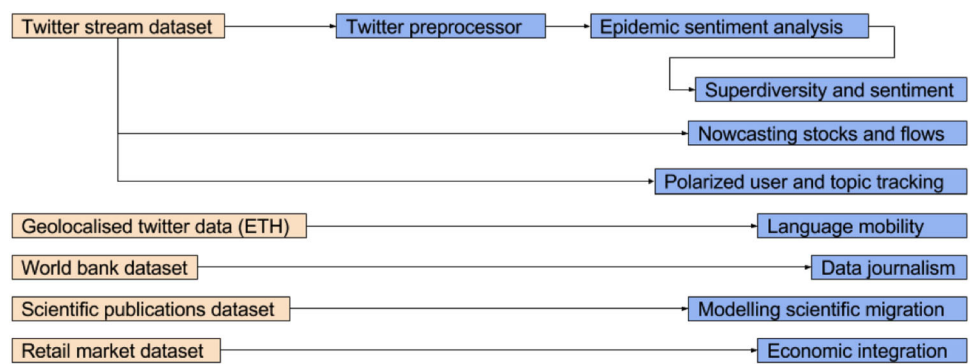 Twitter stream dataset
Twitter preprocessor
Epidemic sentiment analysis
Superdiversity and sentiment
Nowcasting stocks and flows
Polarized user and topic tracking
Geolocalised twitter data (ETH)
Language mobility
World bank dataset
Data journalism
Scientific publications dataset
Modelling scientific migration
Retail market dataset
Economic integration